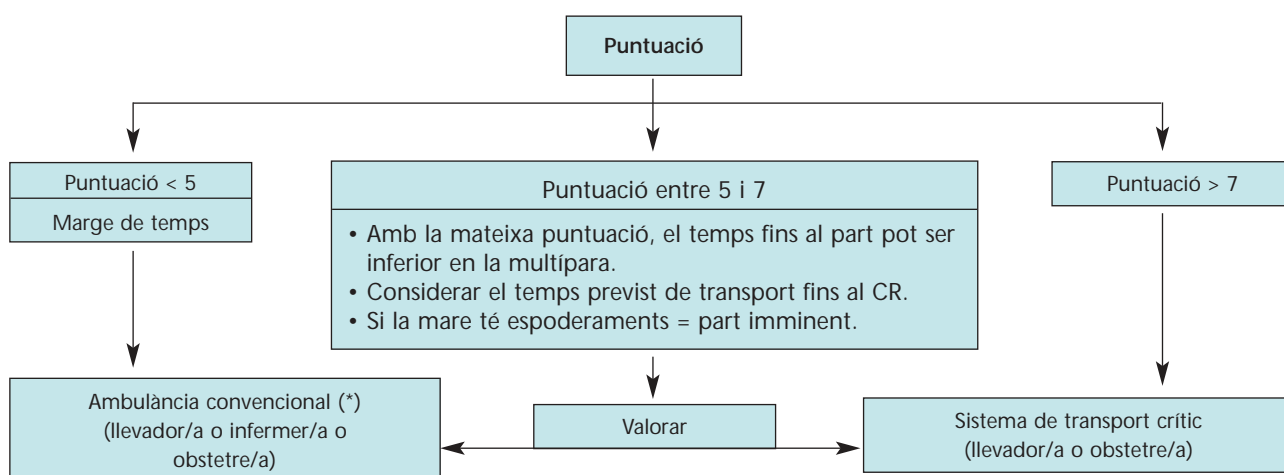 Puntuació
Puntuació < 5
Marge de temps
Puntuació entre 5 i 7
• Amb la mateixa puntuació, el temps fins al part pot ser
inferior en la multípara.
• Considerar el temps previst de transport fins al CR.
• Si la mare té espoderaments = part imminent.
Puntuació > 7
Ambulància convencional (*)
(llevador/a o infermer/a o
obstetre/a)
Valorar
Sistema de transport crític
(llevador/a o obstetre/a)